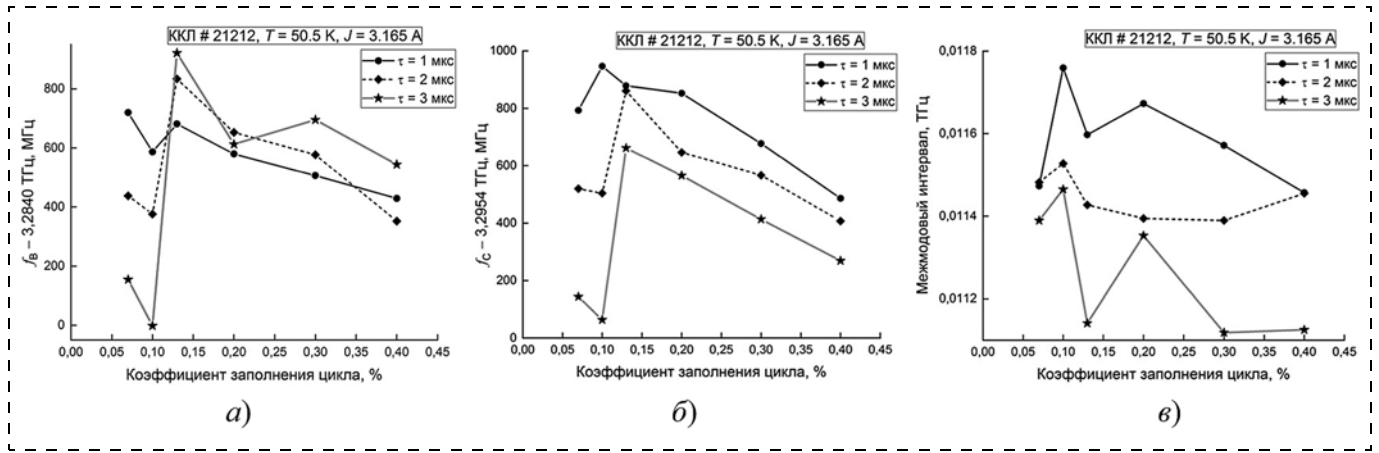 ККЛ # 21212, T = 50.5 K, J = 3.165 A
τ = 1 мкс
τ = 2 мкс
τ = 3 мкс
fB – 3,2840 ТГц, МГц
800
600
400
200
0
0,00 0,05 0,10 0,15 0,20 0,25 0,30 0,35 0,40 0,45
Коэффициент заполнения цикла, %
а)
ККЛ # 21212, T = 50.5 K, J = 3.165 A
τ = 1 мкс
τ = 2 мкс
τ = 3 мкс
fC – 3,2954 ТГц, МГц
1000
800
600
400
200
0
0,00 0,05 0,10 0,15 0,20 0,25 0,30 0,35 0,40 0,45
Коэффициент заполнения цикла, %
б)
ККЛ # 21212, T = 50.5 K, J = 3.165 A
τ = 1 мкс
τ = 2 мкс
τ = 3 мкс
Межмодовый интервал, ТГц
0,0118
0,0116
0,0114
0,0112
0,00 0,05 0,10 0,15 0,20 0,25 0,30 0,35 0,40 0,45
Коэффициент заполнения цикла, %
в)